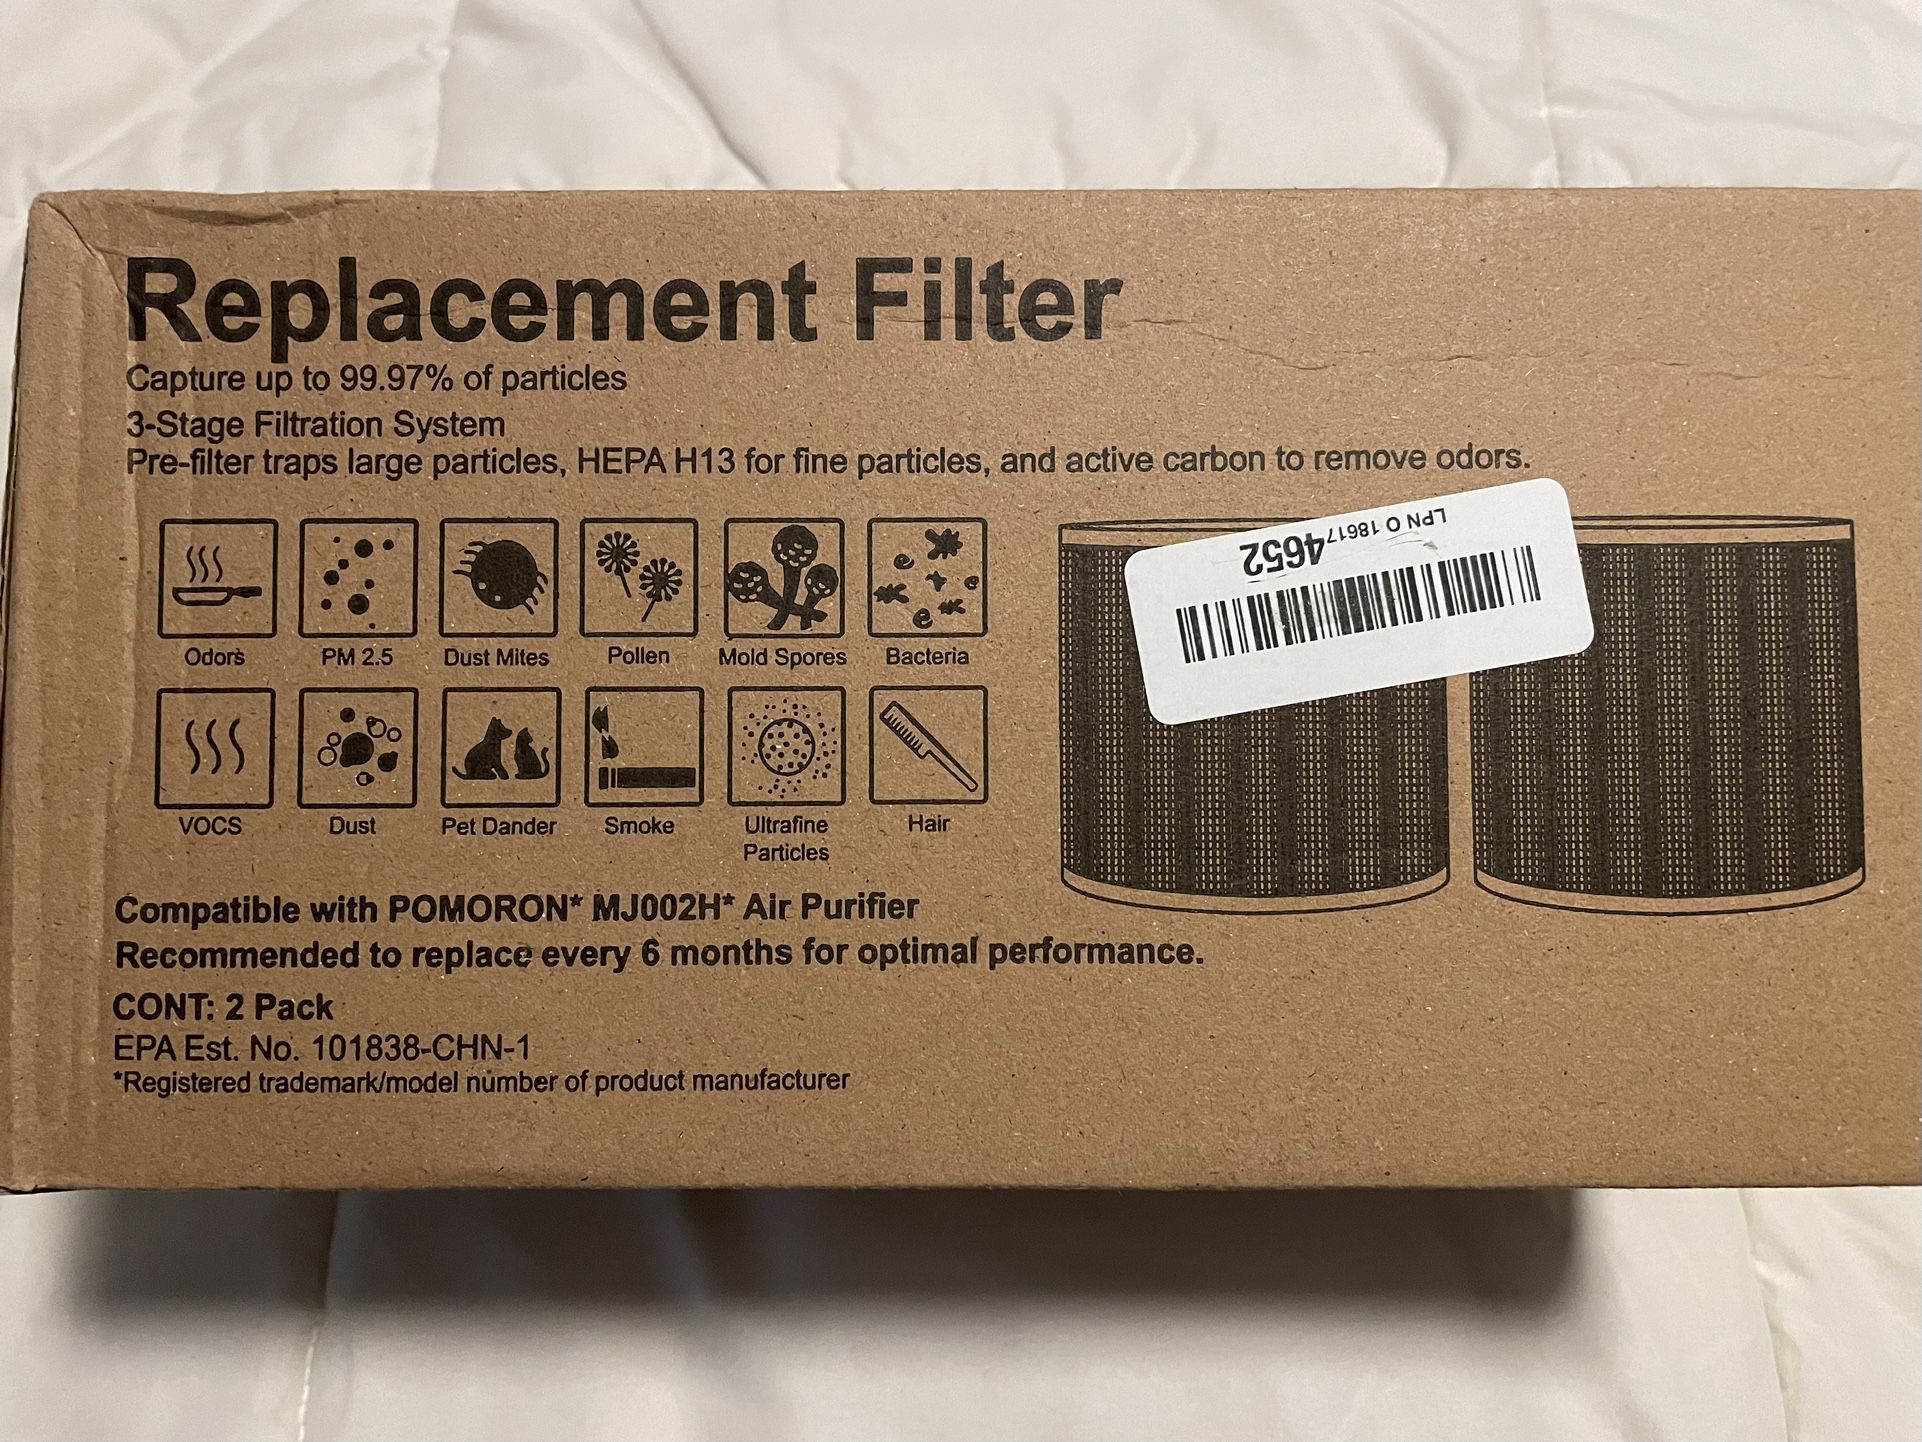 Replacement Filter
Capture up to 99.97% of particles
3-Stage Filtration System
Pre-filter traps large particles, HEPA H13 for fine particles, and active carbon to remove odors.
Odors
PM 2.5
Dust Mites
Pollen
Mold Spores
Bacteria
VOCS
Dust
Pet Dander
Smoke
Ultrafine
Particles
Hair
LPN O 186174652
Compatible with POMORON* MJ002H* Air Purifier
Recommended to replace every 6 months for optimal performance.
CONT: 2 Pack
EPA Est. No. 101838-CHN-1
*Registered trademark/model number of product manufacturer